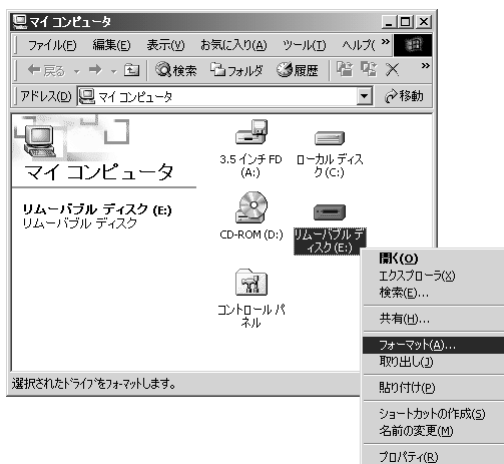 マイ コンピュータ
ファイル(F) 編集(E) 表示(V) お気に入り(A) ツール(T) ヘルプ( »
戻る 検索 フォルダ 履歴 »
アドレス(D) マイ コンピュータ 移動
マイ コンピュータ
リムーバブル ディスク (E:)
リムーバブル ディスク
3.5 インチ FD
(A:)
ローカル ディス
ク (C:)
CD-ROM (D:)
リムーバブル デ
ィスク (E:)
コントロール パ
ネル
選択されたドライブをフォーマットします。
開く(O)
エクスプローラ(X)
検索(E)...
共有(H)...
フォーマット(A)...
取り出し(J)
貼り付け(P)
ショートカットの作成(S)
名前の変更(M)
プロパティ(R)